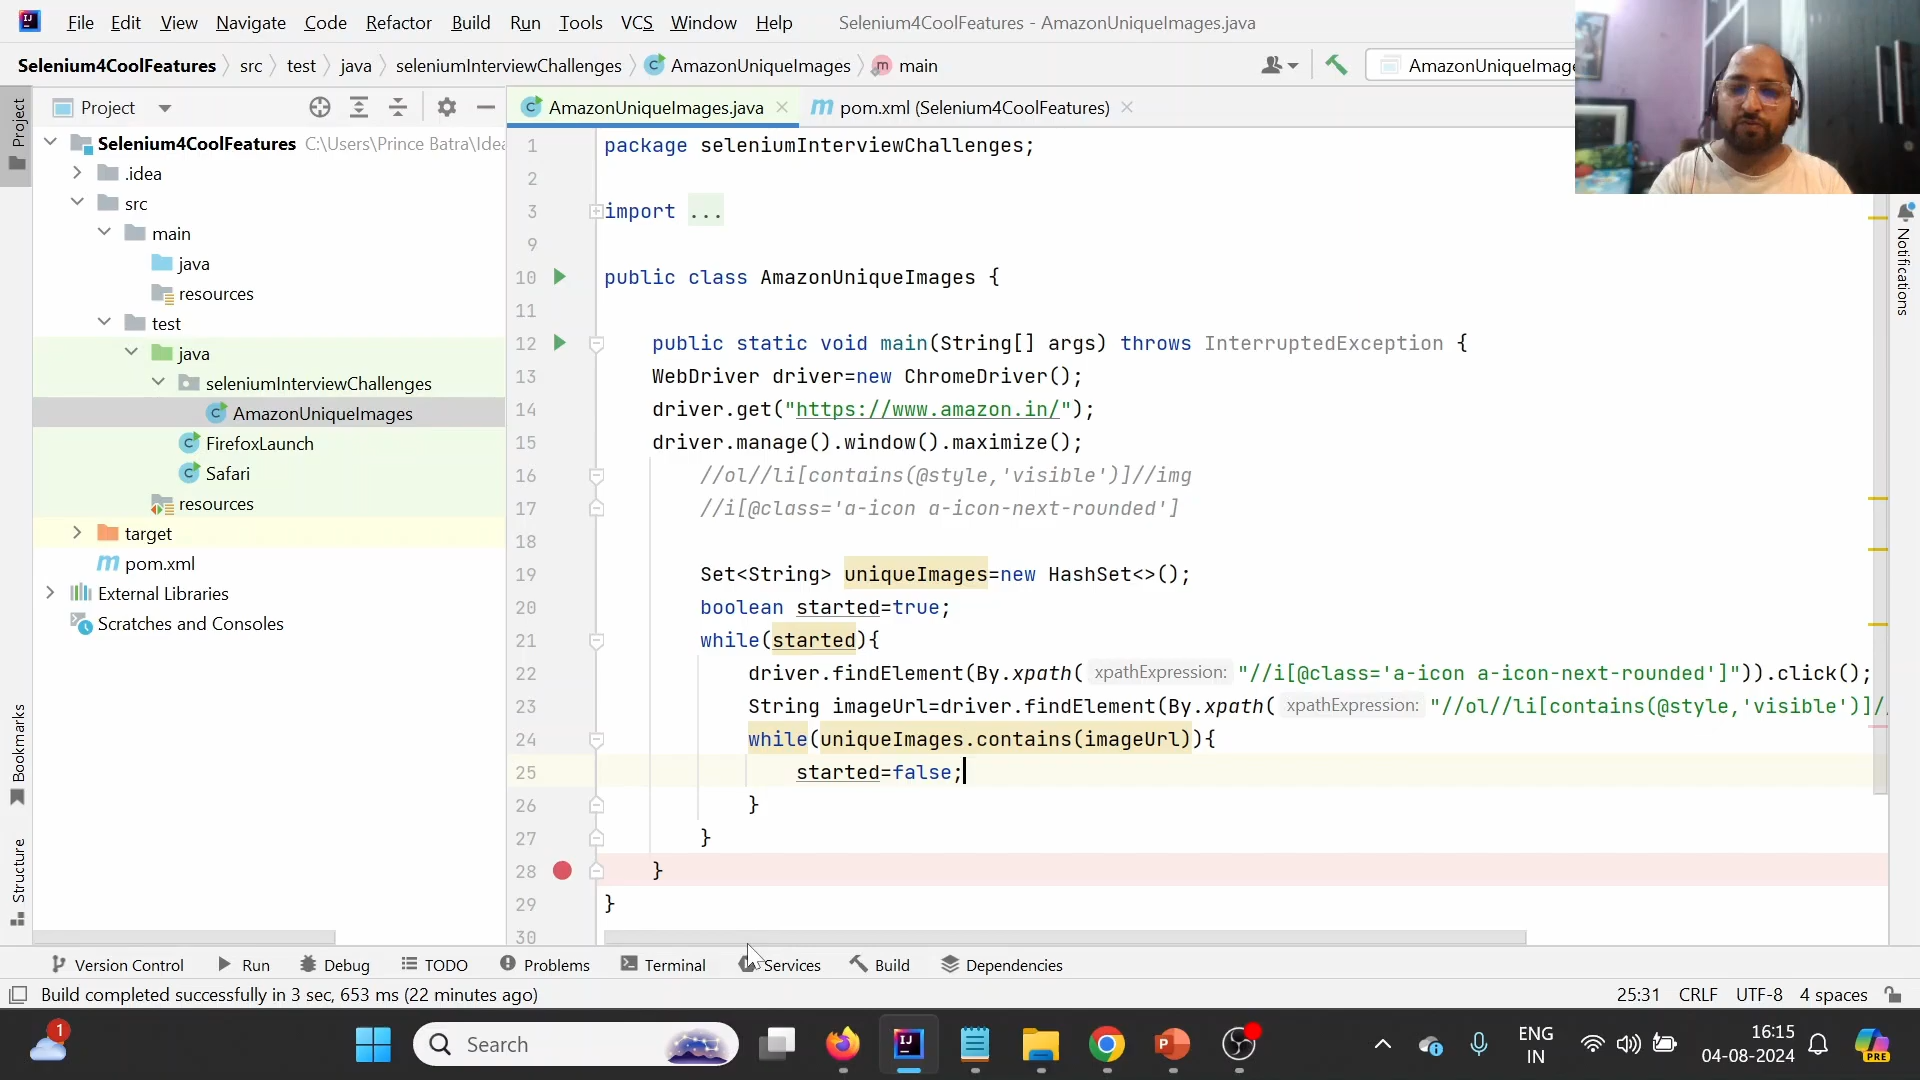 File Edit View Navigate Code Refactor Build Run Tools VCS Window Help Selenium4CoolFeatures - AmazonUniqueImages.java
Selenium4CoolFeatures src test java seleniumInterviewChallenges AmazonUniqueImages main AmazonUniqueImage
Project
Project
AmazonUniqueImages.java pom.xml (Selenium4CoolFeatures)
Selenium4CoolFeatures C:\Users\Prince Batra\Idea
.idea
src
main
java
resources
test
java
seleniumInterviewChallenges
AmazonUniqueImages
FirefoxLaunch
Safari
resources
target
pom.xml
External Libraries
Scratches and Consoles
Bookmarks
Structure
1 package seleniumInterviewChallenges;
2
3 import ...
9
10 public class AmazonUniqueImages {
11
12 public static void main(String[] args) throws InterruptedException {
13 WebDriver driver=new ChromeDriver();
14 driver.get("https://www.amazon.in/");
15 driver.manage().window().maximize();
16 //ol//li[contains(@style,'visible')]//img
17 //i[@class='a-icon a-icon-next-rounded']
18
19 Set<String> uniqueImages=new HashSet<>();
20 boolean started=true;
21 while(started){
22 driver.findElement(By.xpath( xpathExpression: "//i[@class='a-icon a-icon-next-rounded']")).click();
23 String imageUrl=driver.findElement(By.xpath( xpathExpression: "//ol//li[contains(@style,'visible')]/
24 while(uniqueImages.contains(imageUrl)){
25 started=false;
26 }
27 }
28 }
29 }
30
Notifications
Version Control Run Debug TODO Problems Terminal Services Build Dependencies
Build completed successfully in 3 sec, 653 ms (22 minutes ago) 25:31 CRLF UTF-8 4 spaces
1 Search ENG IN 16:15 04-08-2024 PRE